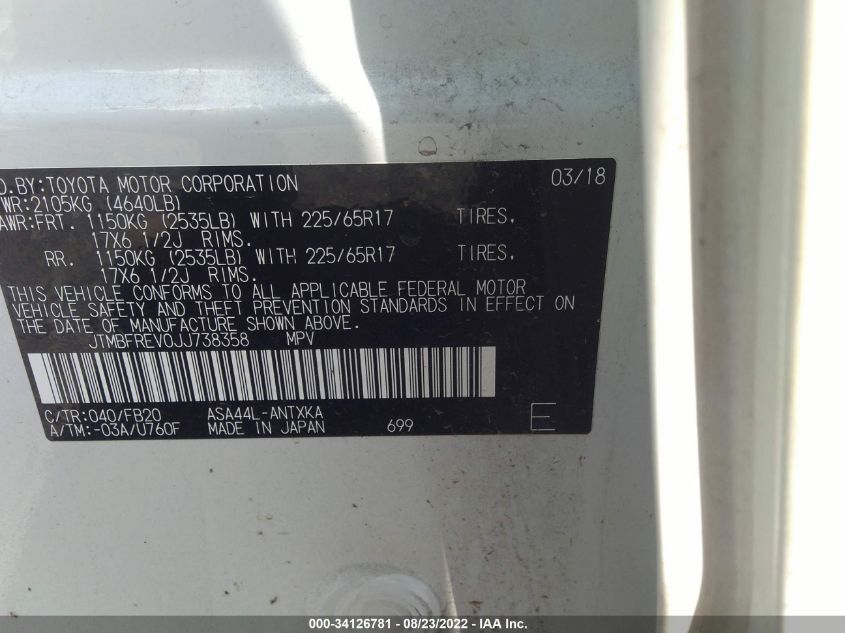 D.BY:TOYOTA MOTOR CORPORATION 03/18
WR:2105KG (4640LB)
AWR:FRT. 1150KG (2535LB) WITH 225/65R17 TIRES,
17X6 1/2J RIMS.
RR. 1150KG (2535LB) WITH 225/65R17 TIRES,
17X6 1/2J RIMS.
THIS VEHICLE CONFORMS TO ALL APPLICABLE FEDERAL MOTOR
VEHICLE SAFETY AND THEFT PREVENTION STANDARDS IN EFFECT ON
THE DATE OF MANUFACTURE SHOWN ABOVE.
JTMBFREV0JJ738358 MPV
C/TR:040/FB20 ASA44L-ANTXKA
A/TM:-03A/U760F MADE IN JAPAN 699 E
000-34126781 - 08/23/2022 - IAA Inc.